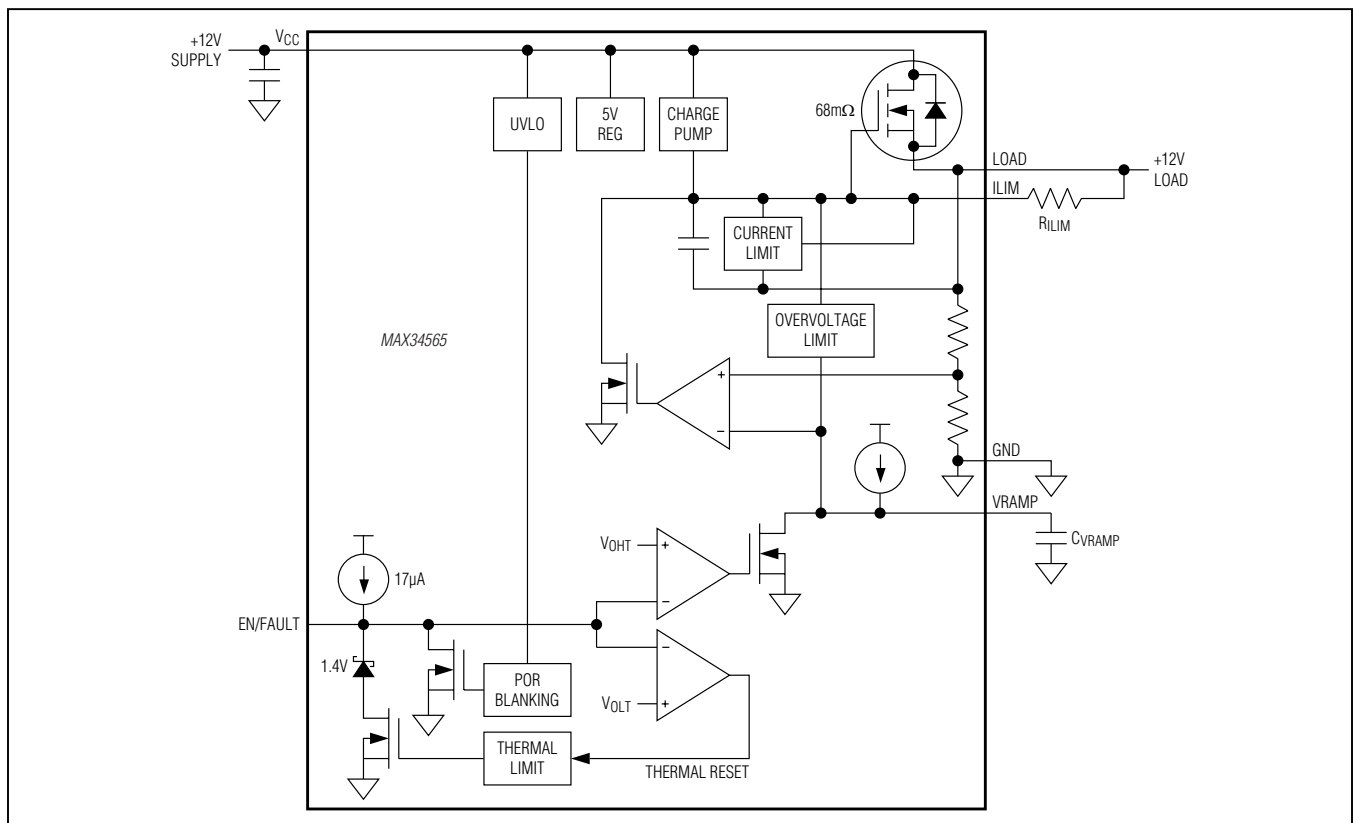 +12V
SUPPLY
VCC
UVLO
5V
REG
CHARGE
PUMP
68mΩ
LOAD
+12V
LOAD
ILIM
RILIM
CURRENT
LIMIT
OVERVOLTAGE
LIMIT
MAX34565
+
−
GND
VRAMP
CVRAMP
VOHT
+
−
17µA
EN/FAULT
1.4V
POR
BLANKING
−
VOLT
+
THERMAL
LIMIT
THERMAL RESET